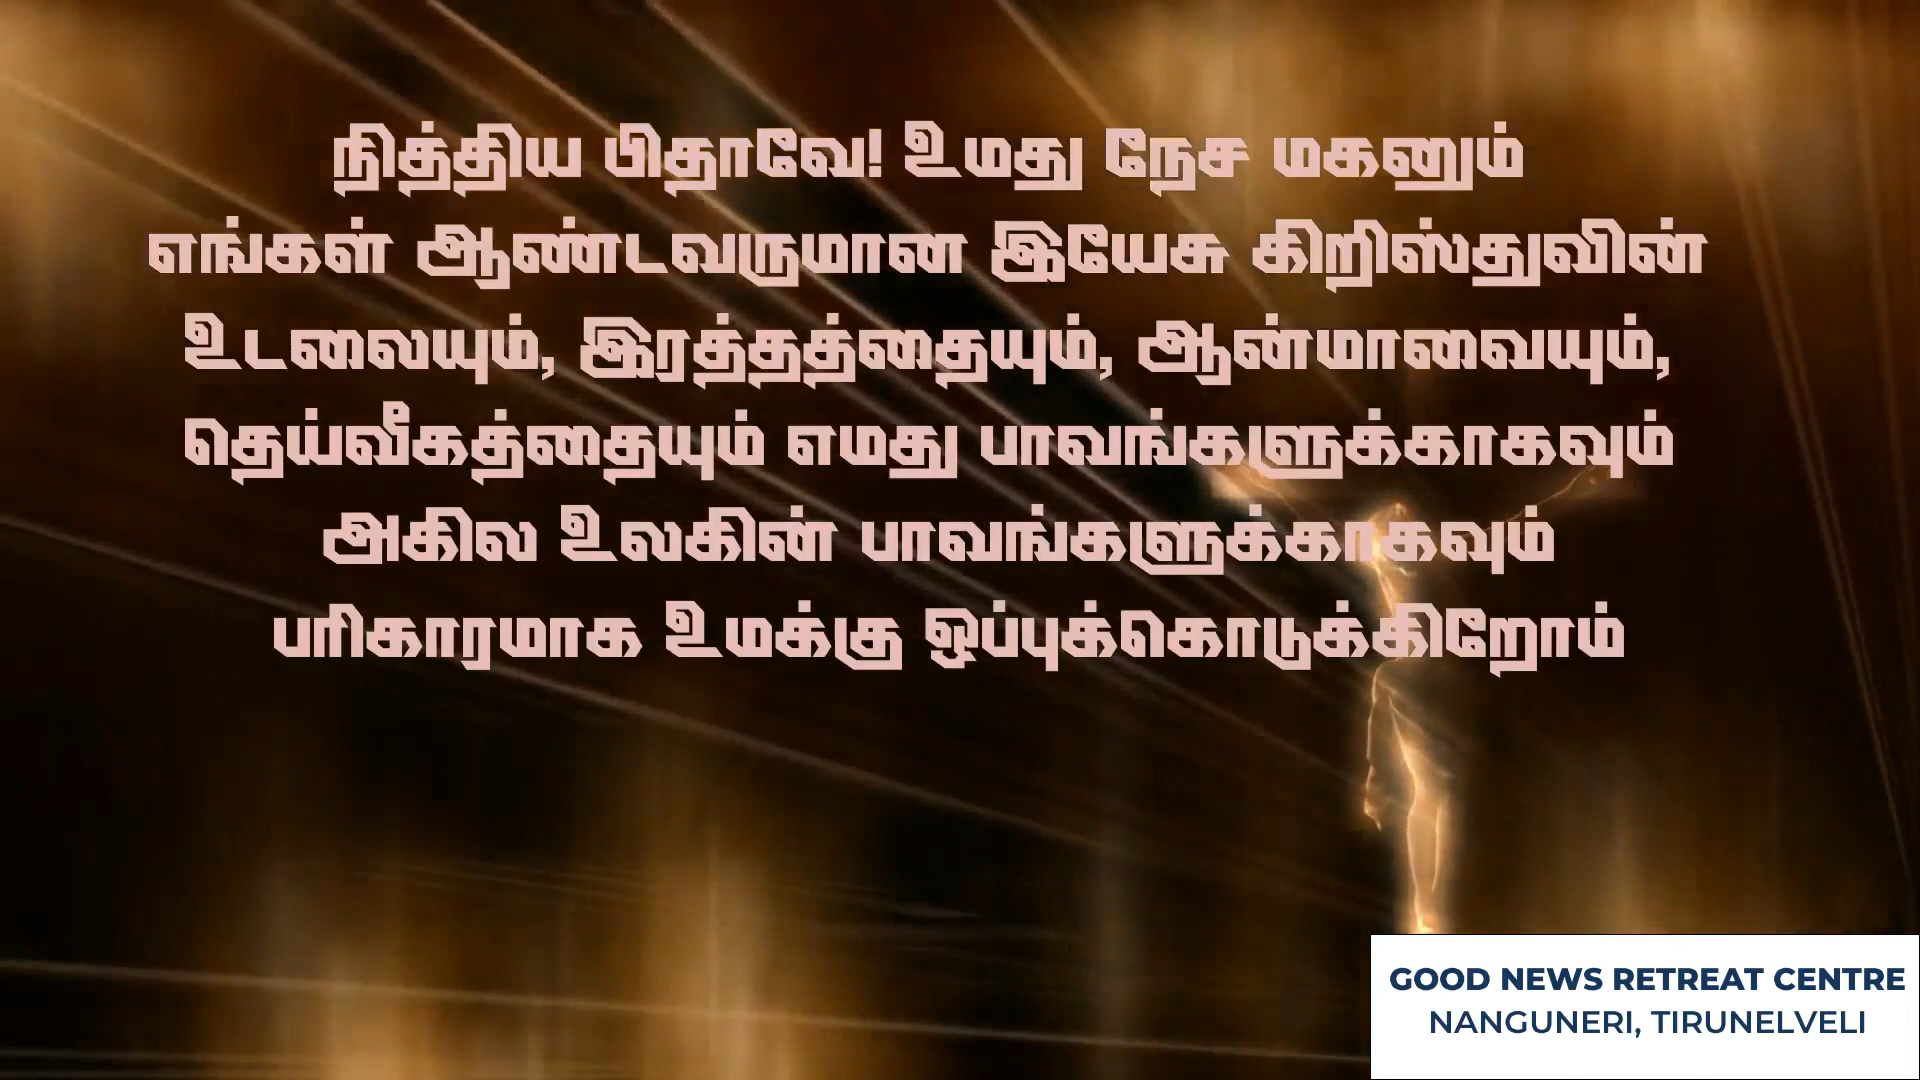 நித்திய பிதாவே! உமது நேச மகனும்
எங்கள் ஆண்டவருமான இயேசு கிறிஸ்துவின்
உடலையும், இரத்தத்தையும், ஆன்மாவையும்,
தெய்வீகத்தையும் எமது பாவங்களுக்காகவும்
அகில உலகின் பாவங்களுக்காகவும்
பரிகாரமாக உமக்கு ஒப்புக்கொடுக்கிறோம்
GOOD NEWS RETREAT CENTRE
NANGUNERI, TIRUNELVELI